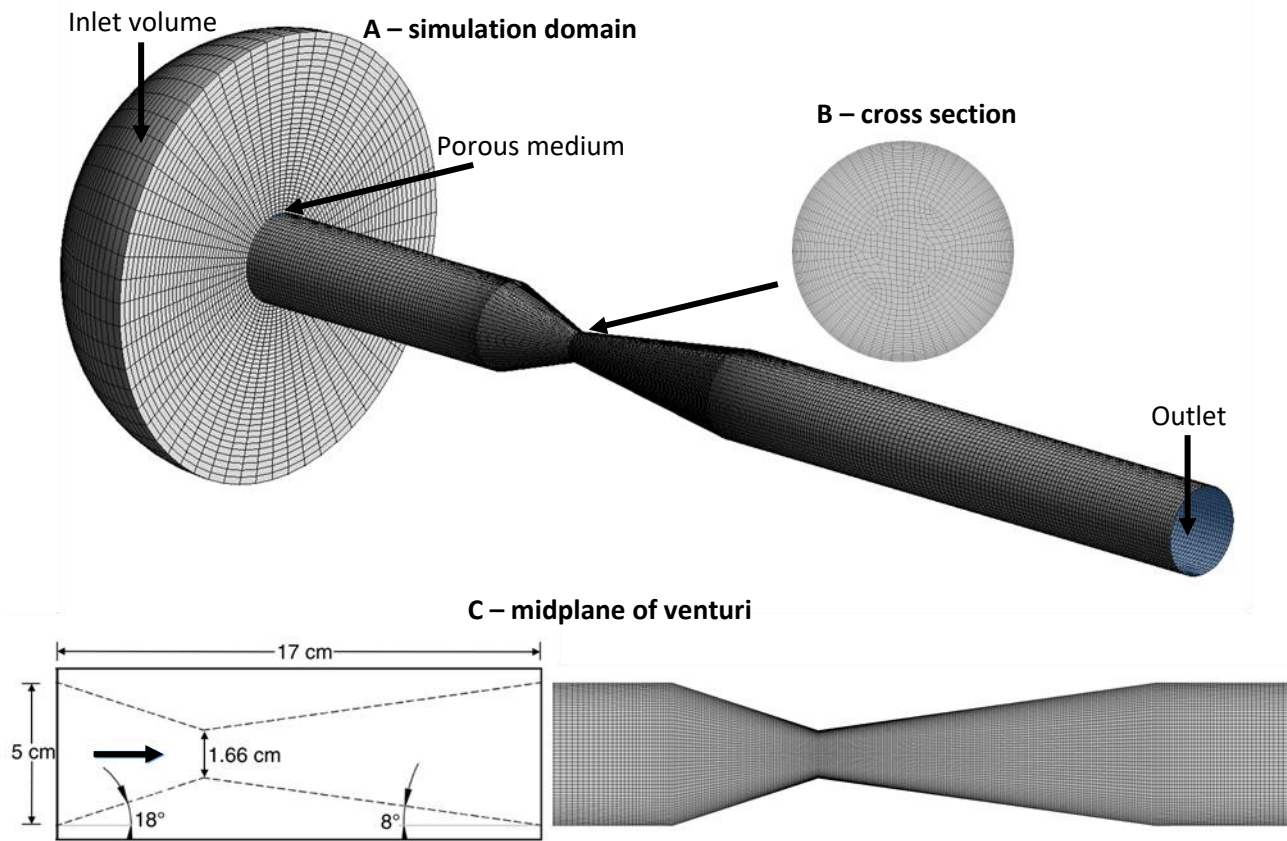 Inlet volume
A – simulation domain
Porous medium
B – cross section
Outlet
C – midplane of venturi
17 cm
5 cm
1.66 cm
18°
8°